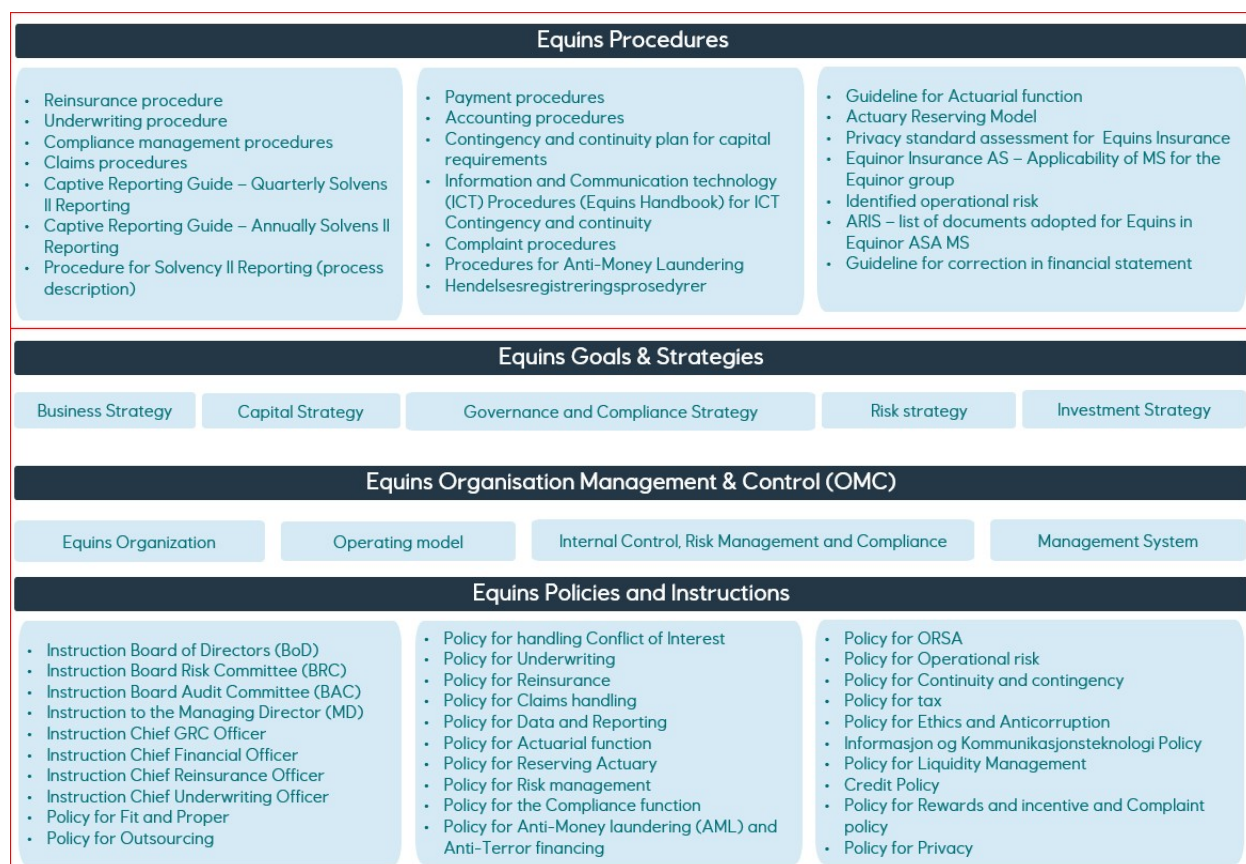 Equins Procedures
• Reinsurance procedure
• Underwriting procedure
• Compliance management procedures
• Claims procedures
• Captive Reporting Guide – Quarterly Solvens
II Reporting
• Captive Reporting Guide – Annually Solvens II
Reporting
• Procedure for Solvency II Reporting (process
description)
• Payment procedures
• Accounting procedures
• Contingency and continuity plan for capital
requirements
• Information and Communication technology
(ICT) Procedures (Equins Handbook) for ICT
Contingency and continuity
• Complaint procedures
• Procedures for Anti-Money Laundering
• Hendelsesregistreringsprosedyrer
• Guideline for Actuarial function
• Actuary Reserving Model
• Privacy standard assessment for Equins Insurance
• Equinor Insurance AS – Applicability of MS for the
Equinor group
• Identified operational risk
• ARIS – list of documents adopted for Equins in
Equinor ASA MS
• Guideline for correction in financial statement
Equins Goals & Strategies
Business Strategy
Capital Strategy
Governance and Compliance Strategy
Risk strategy
Investment Strategy
Equins Organisation Management & Control (OMC)
Equins Organization
Operating model
Internal Control, Risk Management and Compliance
Management System
Equins Policies and Instructions
• Instruction Board of Directors (BoD)
• Instruction Board Risk Committee (BRC)
• Instruction Board Audit Committee (BAC)
• Instruction to the Managing Director (MD)
• Instruction Chief GRC Officer
• Instruction Chief Financial Officer
• Instruction Chief Reinsurance Officer
• Instruction Chief Underwriting Officer
• Policy for Fit and Proper
• Policy for Outsourcing
• Policy for handling Conflict of Interest
• Policy for Underwriting
• Policy for Reinsurance
• Policy for Claims handling
• Policy for Data and Reporting
• Policy for Actuarial function
• Policy for Reserving Actuary
• Policy for Risk management
• Policy for the Compliance function
• Policy for Anti-Money laundering (AML) and
Anti-Terror financing
• Policy for ORSA
• Policy for Operational risk
• Policy for Continuity and contingency
• Policy for tax
• Policy for Ethics and Anticorruption
• Informasjon og Kommunikasjonsteknologi Policy
• Policy for Liquidity Management
• Credit Policy
• Policy for Rewards and incentive and Complaint
policy
• Policy for Privacy